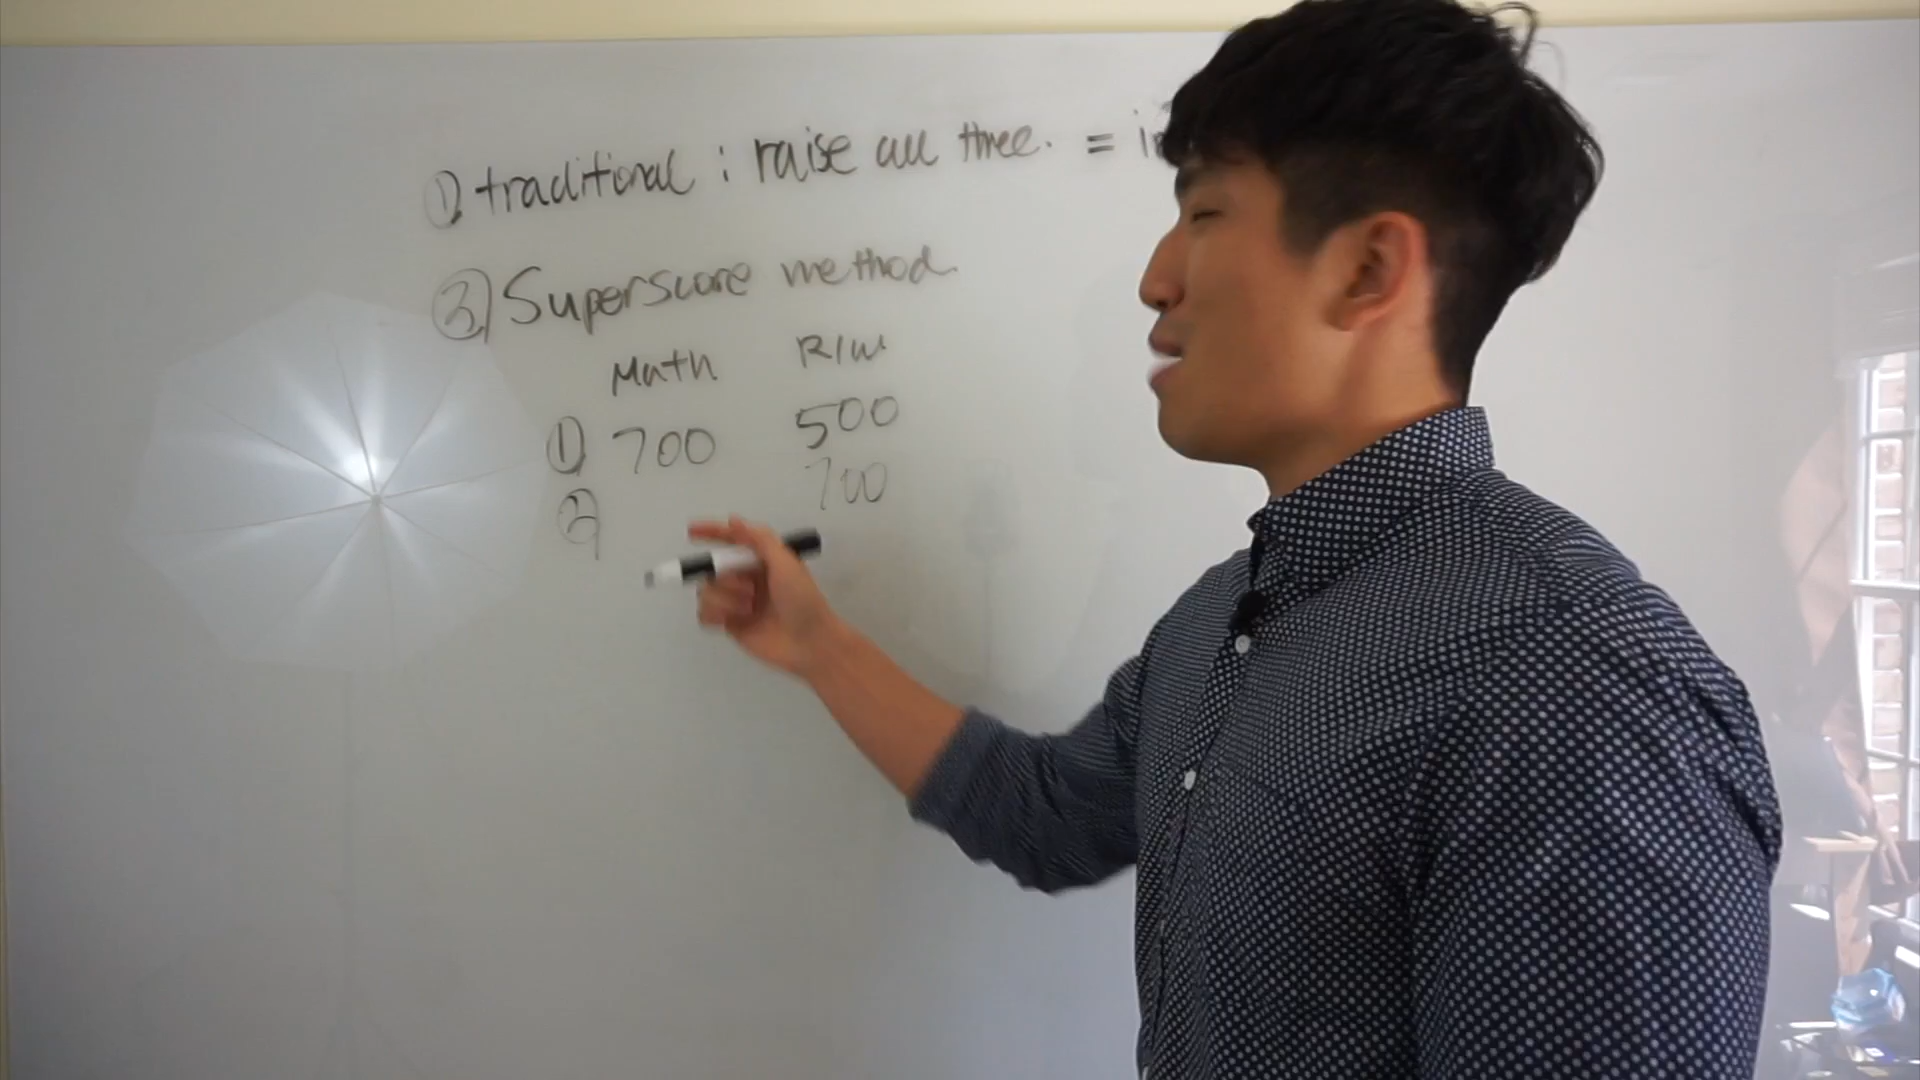 ① traditional : raise all three. =
② Superscore method
Math R/W
① 700 500
② 700